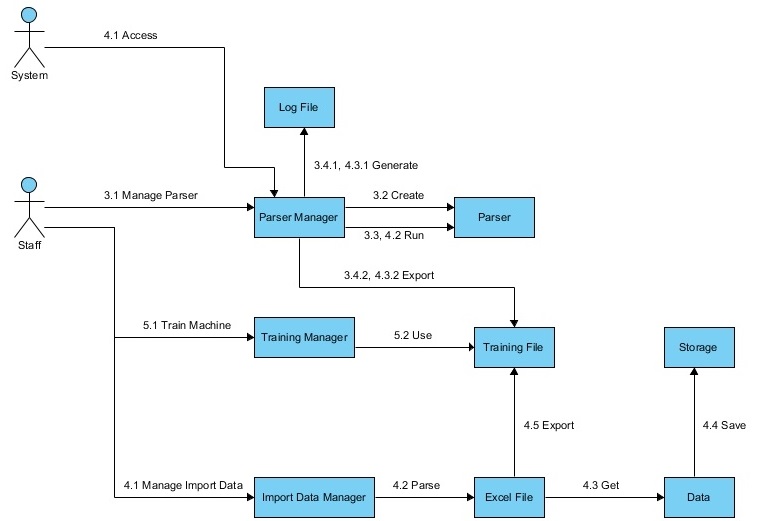 4.1 Access
System
Log File
3.4.1, 4.3.1 Generate
3.1 Manage Parser
3.2 Create
Parser Manager
Parser
3.3, 4.2 Run
Staff
3.4.2, 4.3.2 Export
5.1 Train Machine
5.2 Use
Training Manager
Training File
Storage
4.5 Export
4.4 Save
4.1 Manage Import Data
4.2 Parse
4.3 Get
Import Data Manager
Excel File
Data